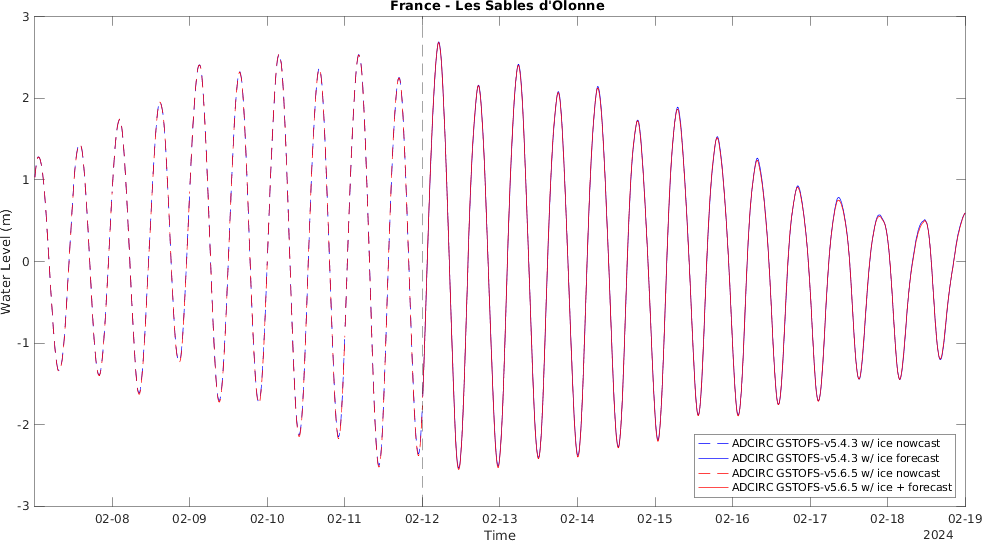 France - Les Sables d'Olonne
3
2
1
0
-1
-2
-3
Water Level (m)
ADCIRC GSTOFS-v5.4.3 w/ ice nowcast
ADCIRC GSTOFS-v5.4.3 w/ ice forecast
ADCIRC GSTOFS-v5.6.5 w/ ice nowcast
ADCIRC GSTOFS-v5.6.5 w/ ice + forecast
02-08 02-09 02-10 02-11 02-12 02-13 02-14 02-15 02-16 02-17 02-18 02-19
Time
2024